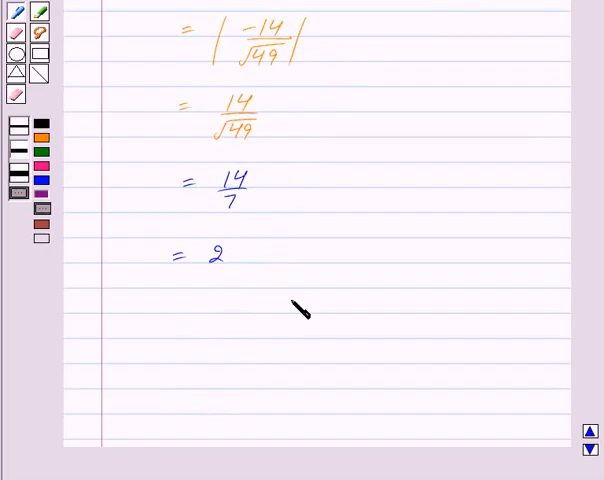 = | -14/√49 |
= 14/√49
= 14/7
= 2